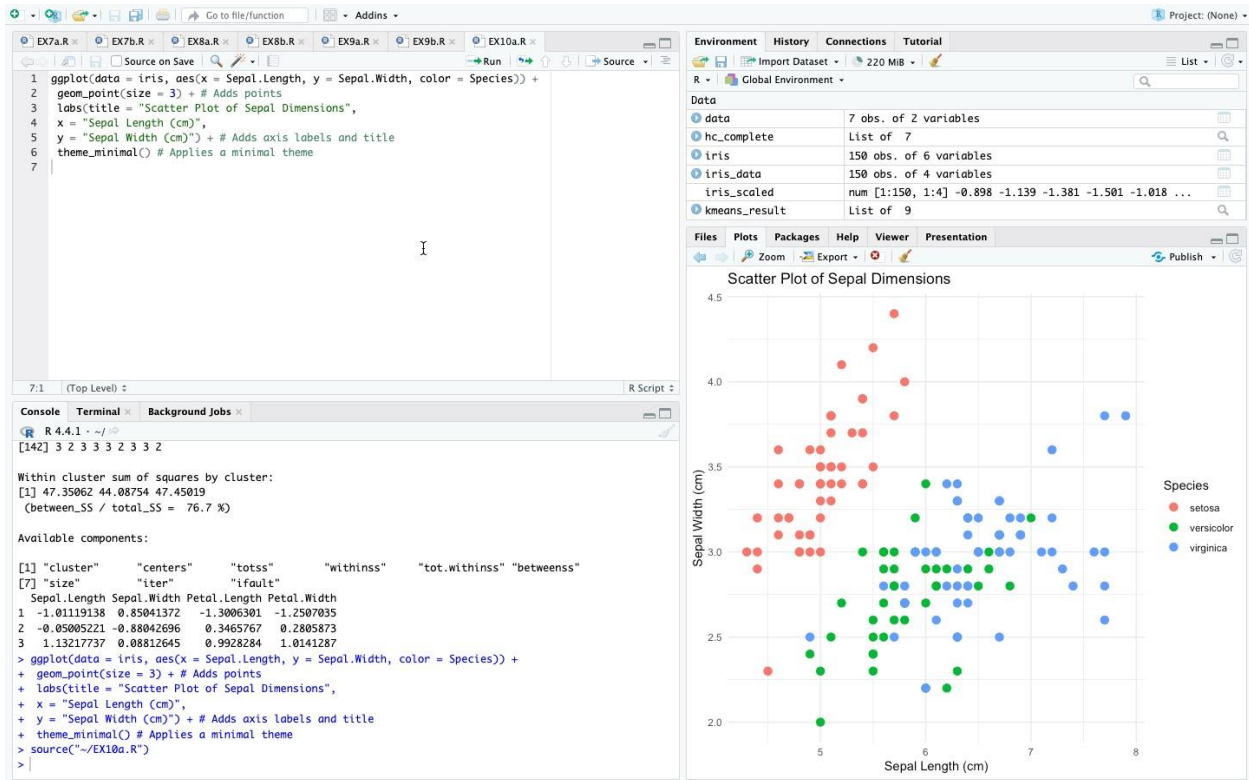 Go to file/function
Addins
Project: (None)
EX7a.R
EX7b.R
EX8a.R
EX8b.R
EX9a.R
EX9b.R
EX10a.R
Source on Save
Run
Source
1 ggplot(data = iris, aes(x = Sepal.Length, y = Sepal.Width, color = Species)) +
2 geom_point(size = 3) + # Adds points
3 labs(title = "Scatter Plot of Sepal Dimensions",
4 x = "Sepal Length (cm)",
5 y = "Sepal Width (cm)") + # Adds axis labels and title
6 theme_minimal() # Applies a minimal theme
7
7:1 (Top Level) R Script
Console Terminal Background Jobs
R 4.4.1 · ~/
[142] 3 2 3 3 3 2 3 3 2
Within cluster sum of squares by cluster:
[1] 47.35062 44.08754 47.45019
(between_SS / total_SS = 76.7 %)
Available components:
[1] "cluster" "centers" "totss" "withinss" "tot.withinss" "betweenss"
[7] "size" "iter" "ifault"
Sepal.Length Sepal.Width Petal.Length Petal.Width
1 -1.01119138 0.85041372 -1.3006301 -1.2507035
2 -0.05005221 -0.88042696 0.3465767 0.2805873
3 1.13217737 0.08812645 0.9928284 1.0141287
> ggplot(data = iris, aes(x = Sepal.Length, y = Sepal.Width, color = Species)) +
+ geom_point(size = 3) + # Adds points
+ labs(title = "Scatter Plot of Sepal Dimensions",
+ x = "Sepal Length (cm)",
+ y = "Sepal Width (cm)") + # Adds axis labels and title
+ theme_minimal() # Applies a minimal theme
> source("~/EX10a.R")
>
Environment History Connections Tutorial
Import Dataset 220 MiB List
R Global Environment
Data
data 7 obs. of 2 variables
hc_complete List of 7
iris 150 obs. of 6 variables
iris_data 150 obs. of 4 variables
iris_scaled num [1:150, 1:4] -0.898 -1.139 -1.381 -1.501 -1.018 ...
kmeans_result List of 9
Files Plots Packages Help Viewer Presentation
Zoom Export Publish
Scatter Plot of Sepal Dimensions
4.5
4.0
3.5
3.0
2.5
2.0
Sepal Width (cm)
5 6 7 8
Sepal Length (cm)
Species
setosa
versicolor
virginica